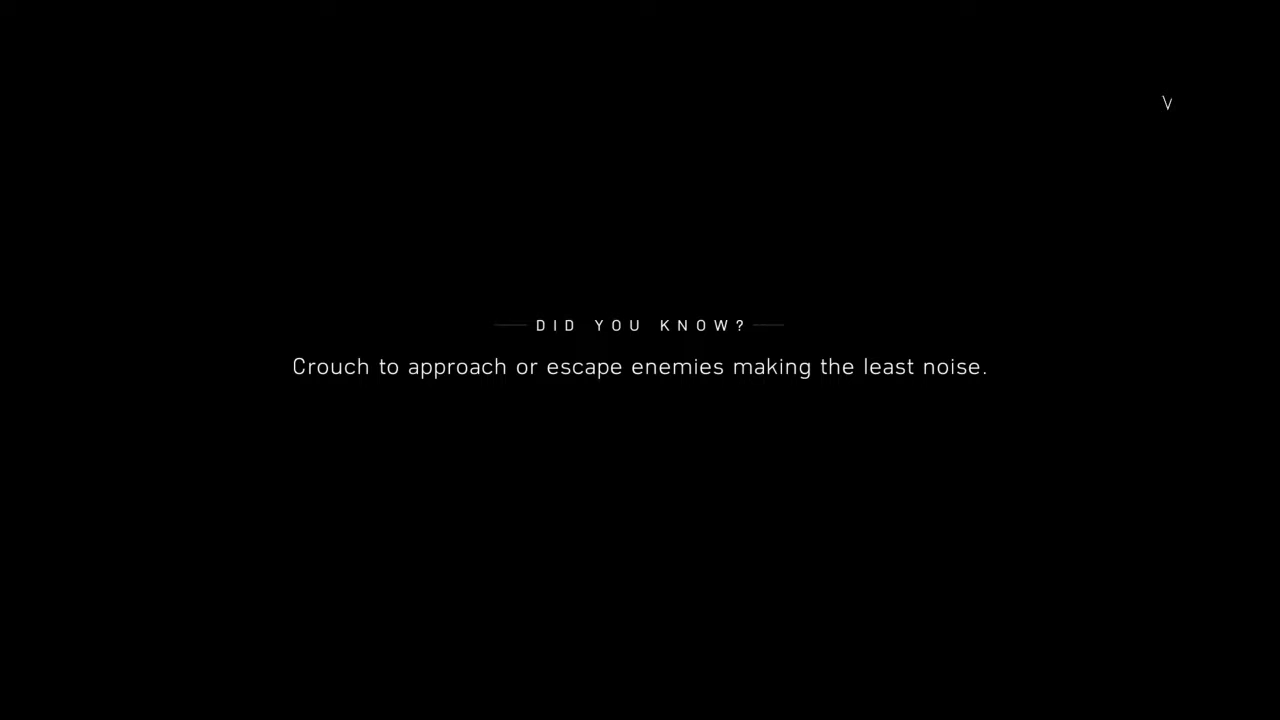 V
DID YOU KNOW?
Crouch to approach or escape enemies making the least noise.